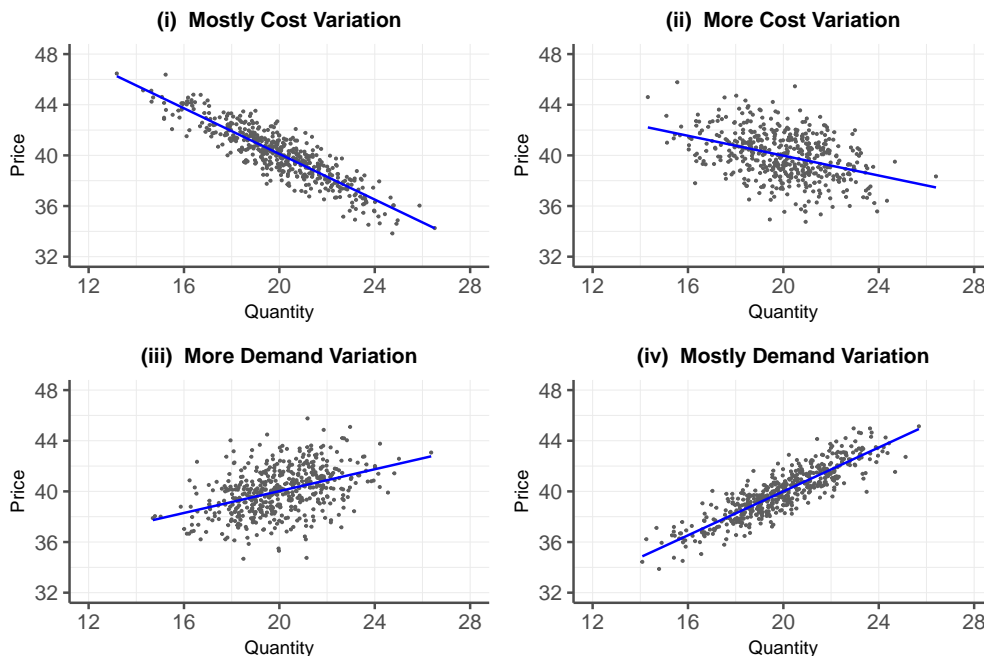 (i) Mostly Cost Variation
48
44
40
36
32
Price
12 16 20 24 28
Quantity
(ii) More Cost Variation
48
44
40
36
32
Price
12 16 20 24 28
Quantity
(iii) More Demand Variation
48
44
40
36
32
Price
12 16 20 24 28
Quantity
(iv) Mostly Demand Variation
48
44
40
36
32
Price
12 16 20 24 28
Quantity